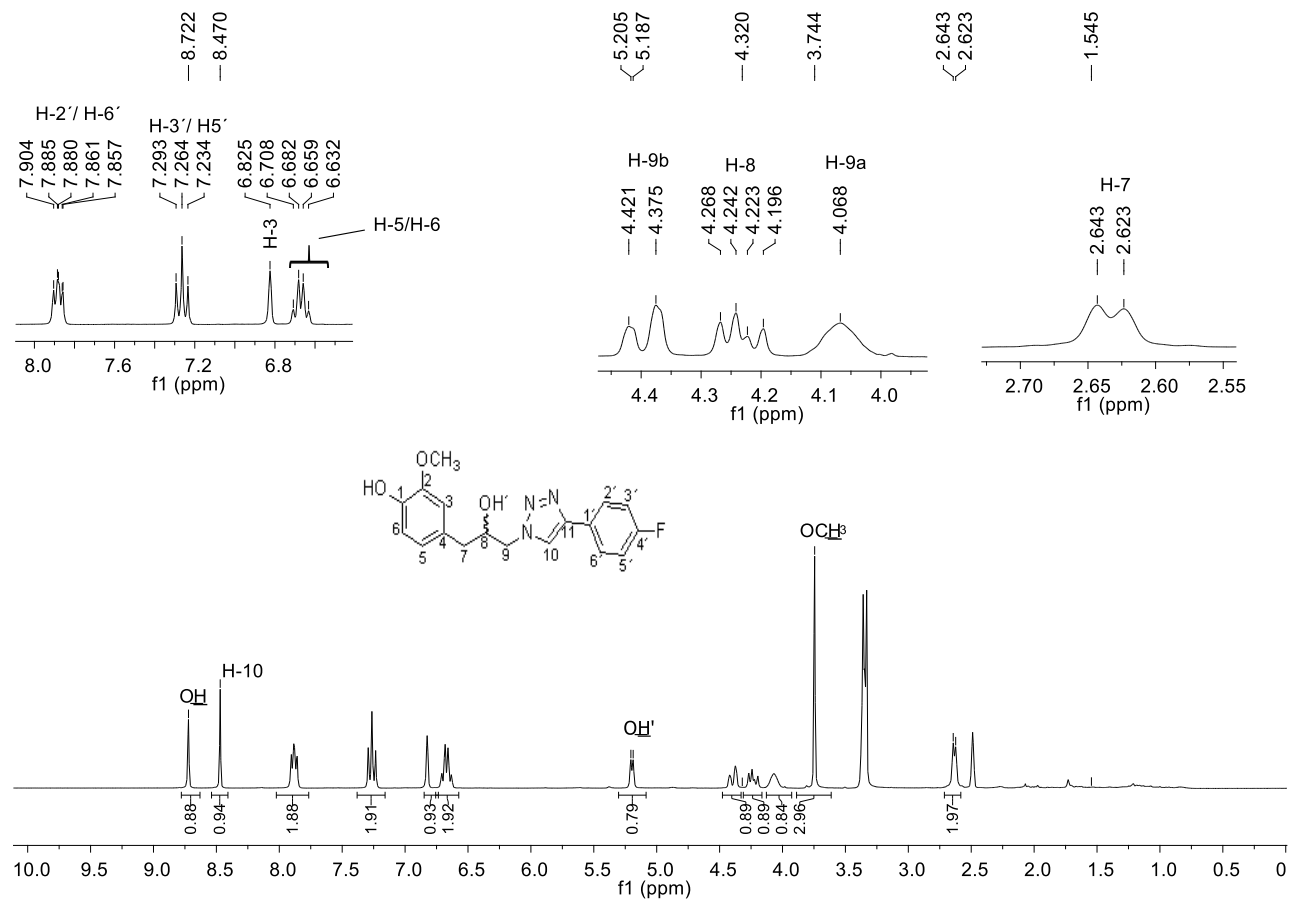 8.722
8.470
5.205
5.187
4.320
3.744
2.643
2.623
1.545
H-2´/ H-6´
7.904
7.885
7.880
7.861
7.857
H-3´/ H5´
7.293
7.264
7.234
6.825
6.708
6.682
6.659
6.632
H-3
H-5/H-6
8.0 7.6 7.2 6.8
f1 (ppm)
H-9b
4.421
4.375
H-8
4.268
4.242
4.223
4.196
H-9a
4.068
4.4 4.3 4.2 4.1 4.0
f1 (ppm)
H-7
2.643
2.623
2.70 2.65 2.60 2.55
f1 (ppm)
OCH3
HO 1 2 3 OH´ N N N 2´ 3´
6 5 4 7 8 9 10 11 1´ 6´ 5´ 4´ F
OH
H-10
OH'
OCH3
0.88
0.94
1.88
1.91
0.93
1.92
0.79
0.89
0.89
0.84
2.96
1.97
10.0 9.0 8.0 7.0 6.0 5.0 4.0 3.0 2.0 1.0 0
9.5 8.5 7.5 6.5 5.5 4.5 3.5 2.5 1.5 0.5
f1 (ppm)